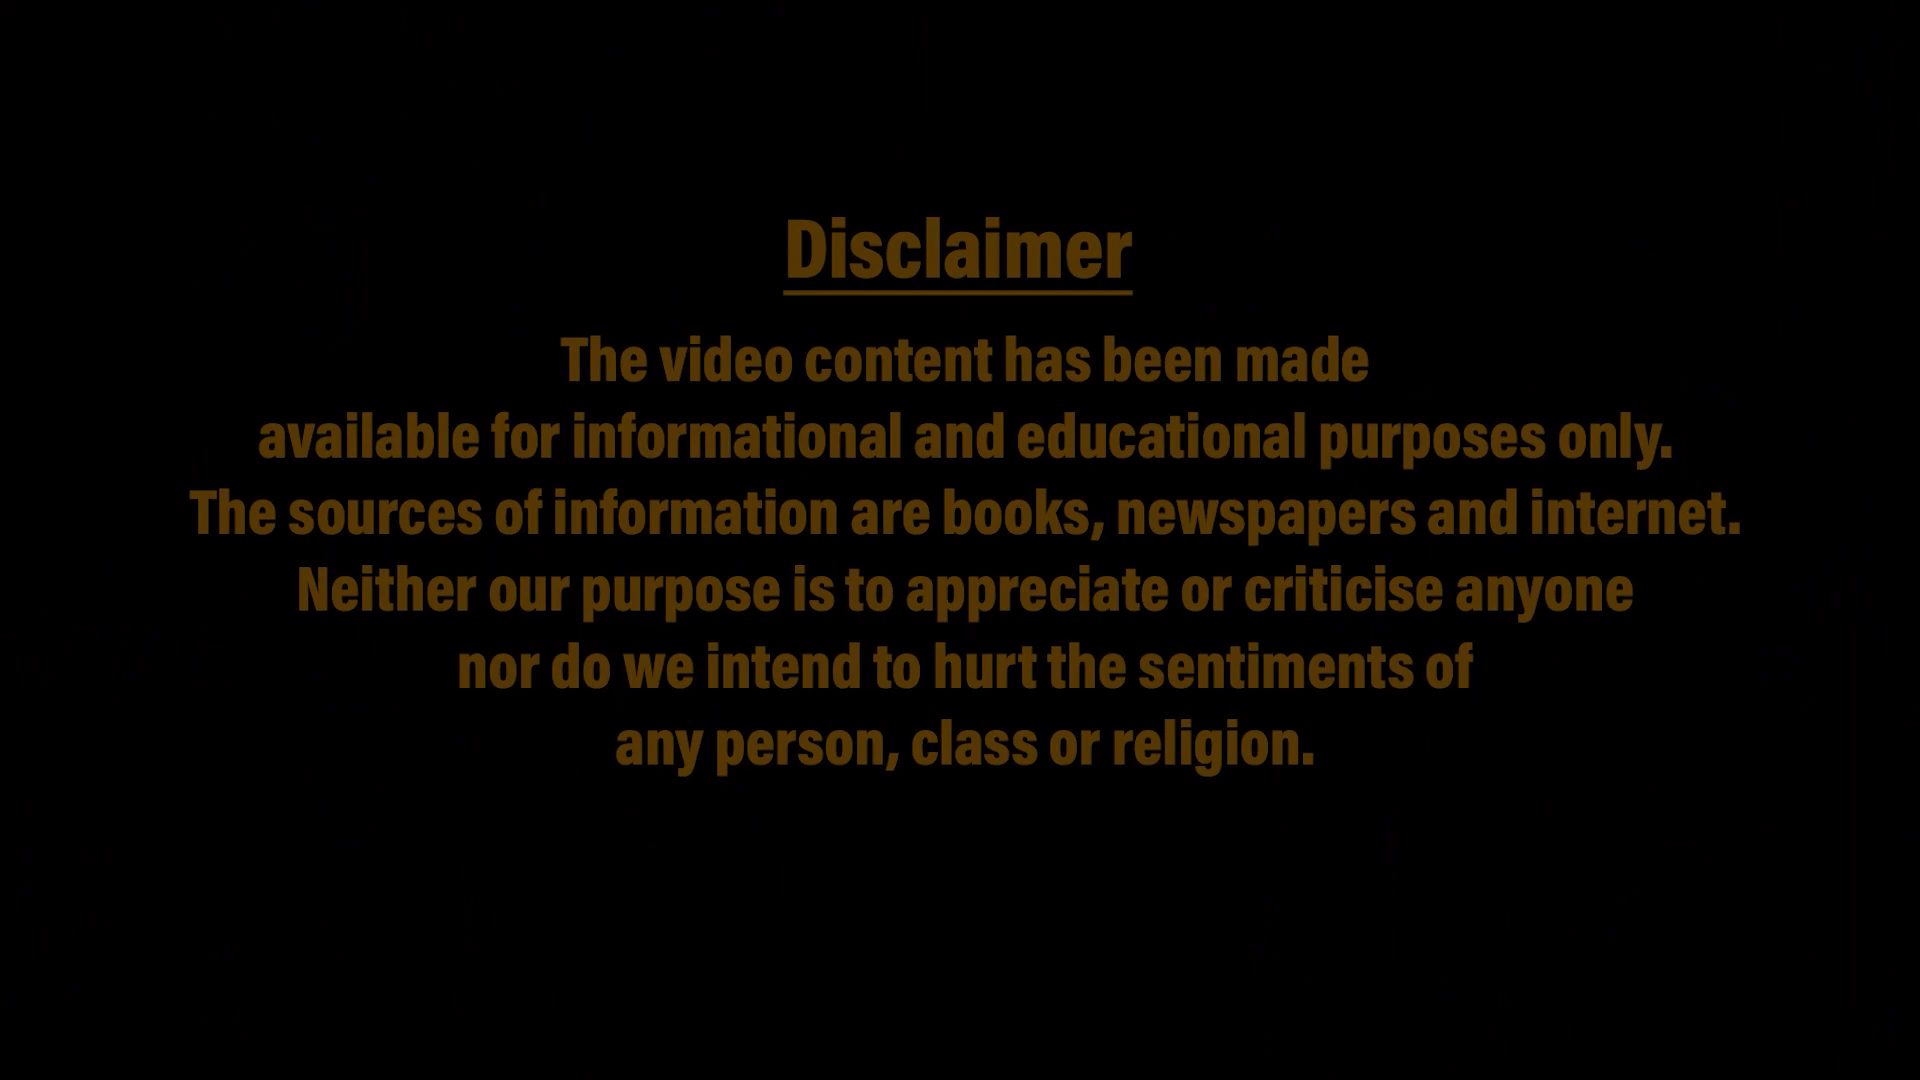 Disclaimer
The video content has been made
available for informational and educational purposes only.
The sources of information are books, newspapers and internet.
Neither our purpose is to appreciate or criticise anyone
nor do we intend to hurt the sentiments of
any person, class or religion.